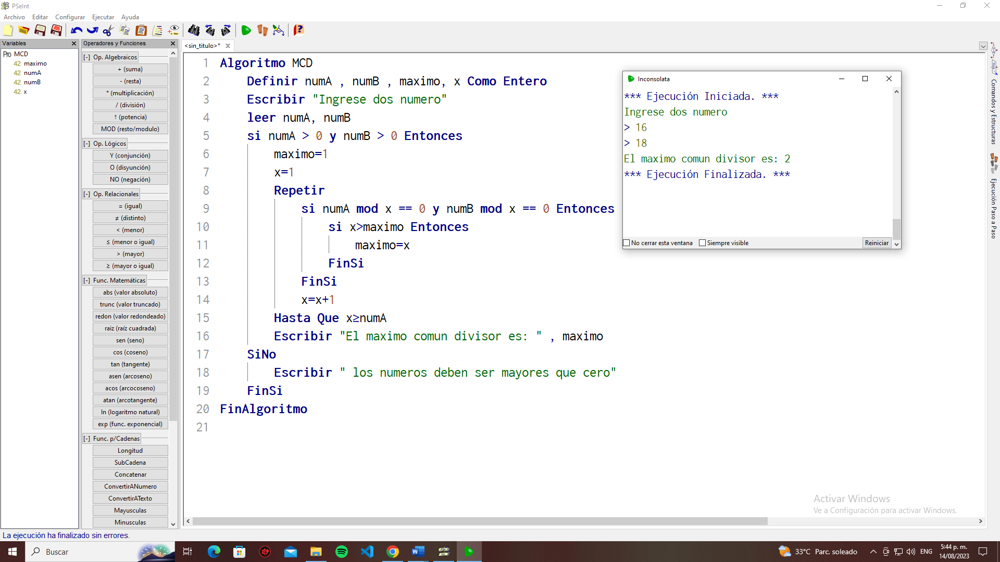 PSeInt
Archivo Editar Configurar Ejecutar Ayuda
Variables
Pro MCD
42 maximo
42 numA
42 numB
42 x
Operadores y Funciones
[-] Op. Algebraicos
+ (suma)
- (resta)
* (multiplicación)
/ (división)
↑ (potencia)
MOD (resto/modulo)
[-] Op. Lógicos
Y (conjunción)
O (disyunción)
NO (negación)
[-] Op. Relacionales
= (igual)
≠ (distinto)
< (menor)
≤ (menor o igual)
> (mayor)
≥ (mayor o igual)
[-] Func. Matemáticas
abs (valor absoluto)
trunc (valor truncado)
redon (valor redondeado)
raiz (raíz cuadrada)
sen (seno)
cos (coseno)
tan (tangente)
asen (arcoseno)
acos (arcocoseno)
atan (arcotangente)
ln (logaritmo natural)
exp (func. exponencial)
[-] Func. p/Cadenas
Longitud
SubCadena
Concatenar
ConvertirANumero
ConvertirATexto
Mayusculas
Minusculas
<sin_titulo>*
1 Algoritmo MCD
2 Definir numA , numB , maximo, x Como Entero
3 Escribir "Ingrese dos numero"
4 leer numA, numB
5 si numA > 0 y numB > 0 Entonces
6 maximo=1
7 x=1
8 Repetir
9 si numA mod x == 0 y numB mod x == 0 Entonces
10 si x>maximo Entonces
11 maximo=x
12 FinSi
13 FinSi
14 x=x+1
15 Hasta Que x≥numA
16 Escribir "El maximo comun divisor es: " , maximo
17 SiNo
18 Escribir " los numeros deben ser mayores que cero"
19 FinSi
20 FinAlgoritmo
21
Inconsolata
*** Ejecución Iniciada. ***
Ingrese dos numero
> 16
> 18
El maximo comun divisor es: 2
*** Ejecución Finalizada. ***
No cerrar esta ventana Siempre visible Reiniciar
Comandos y Estructuras
Ejecución Paso a Paso
Activar Windows
Ve a Configuración para activar Windows.
La ejecución ha finalizado sin errores.
Buscar
33°C Parc. soleado
ENG
5:44 p. m.
14/08/2023